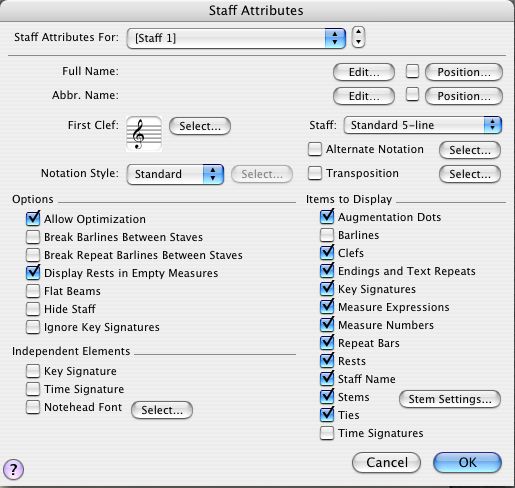 Staff Attributes
Staff Attributes For: [Staff 1]
Full Name: Edit... Position...
Abbr. Name: Edit... Position...
First Clef: Select... Staff: Standard 5-line
Alternate Notation Select...
Notation Style: Standard Select... Transposition Select...
Options
Allow Optimization
Break Barlines Between Staves
Break Repeat Barlines Between Staves
Display Rests in Empty Measures
Flat Beams
Hide Staff
Ignore Key Signatures
Independent Elements
Key Signature
Time Signature
Notehead Font Select...
Items to Display
Augmentation Dots
Barlines
Clefs
Endings and Text Repeats
Key Signatures
Measure Expressions
Measure Numbers
Repeat Bars
Rests
Staff Name
Stems Stem Settings...
Ties
Time Signatures
? Cancel OK